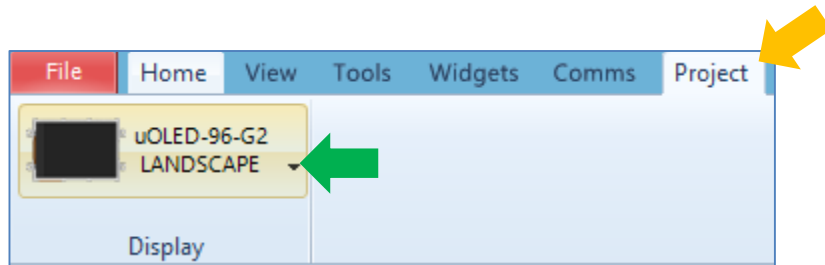 File Home View Tools Widgets Comms Project
uOLED-96-G2
LANDSCAPE
Display